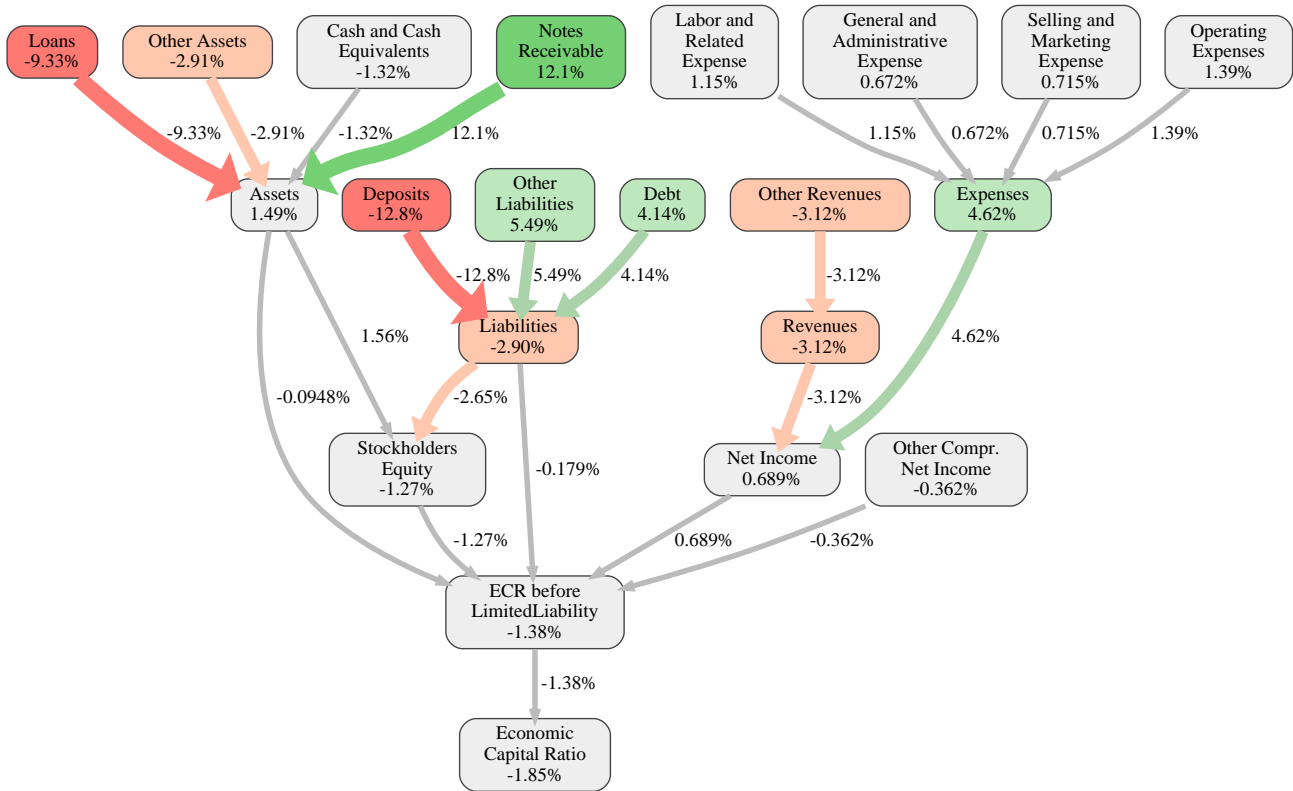 Loans
-9.33%
Other Assets
-2.91%
Cash and Cash
Equivalents
-1.32%
Notes
Receivable
12.1%
Labor and
Related
Expense
1.15%
General and
Administrative
Expense
0.672%
Selling and
Marketing
Expense
0.715%
Operating
Expenses
1.39%
-9.33%
-2.91%
-1.32%
12.1%
1.15%
0.672%
0.715%
1.39%
Assets
1.49%
Deposits
-12.8%
Other
Liabilities
5.49%
Debt
4.14%
Other Revenues
-3.12%
Expenses
4.62%
-12.8%
5.49%
4.14%
-3.12%
1.56%
Liabilities
-2.90%
Revenues
-3.12%
4.62%
-0.0948%
-2.65%
-3.12%
Stockholders
Equity
-1.27%
-0.179%
Net Income
0.689%
Other Compr.
Net Income
-0.362%
-1.27%
0.689%
-0.362%
ECR before
LimitedLiability
-1.38%
-1.38%
Economic
Capital Ratio
-1.85%